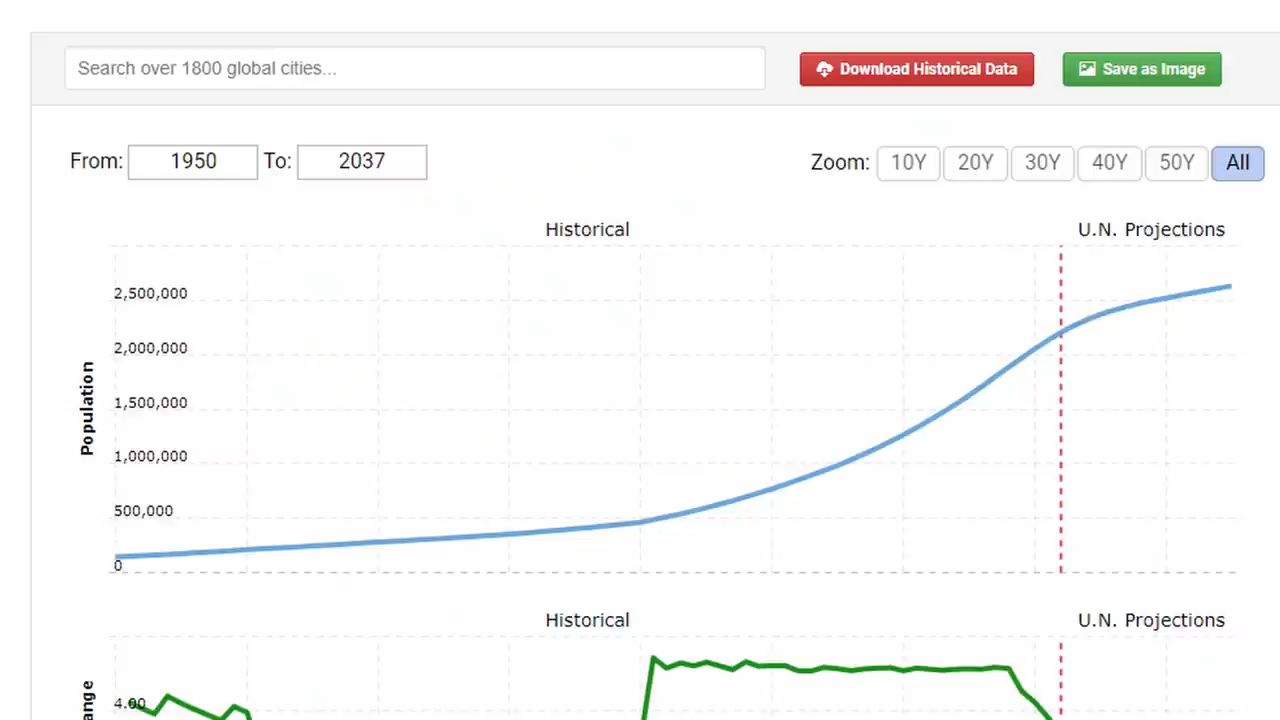 Search over 1800 global cities...
Download Historical Data
Save as Image
From: 1950 To: 2037
Zoom: 10Y 20Y 30Y 40Y 50Y All
Historical
U.N. Projections
2,500,000
2,000,000
1,500,000
1,000,000
500,000
0
Population
Historical
U.N. Projections
4.00